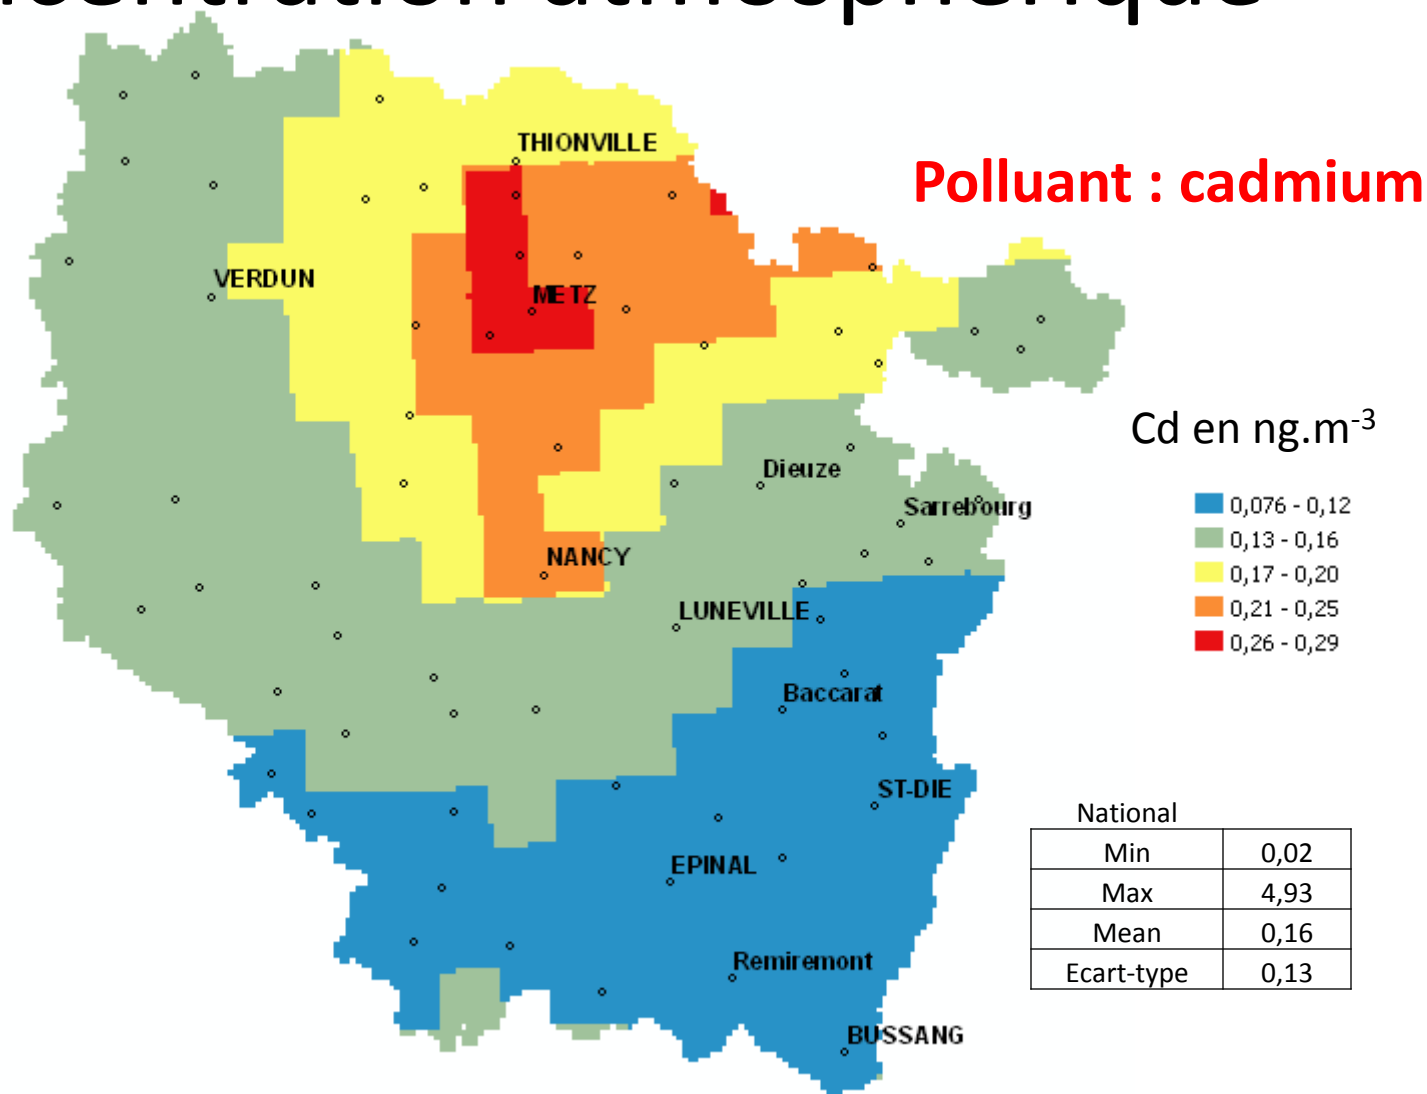 THIONVILLE
Polluant : cadmium
VERDUN
METZ
Cd en ng.m-3
Dieuze
Sarrebourg
0,076 - 0,12
0,13 - 0,16
NANCY
0,17 - 0,20
LUNEVILLE
0,21 - 0,25
0,26 - 0,29
Baccarat
ST-DIE
National
Min 0,02
EPINAL
Max 4,93
Mean 0,16
Remiremont
Ecart-type 0,13
BUSSANG